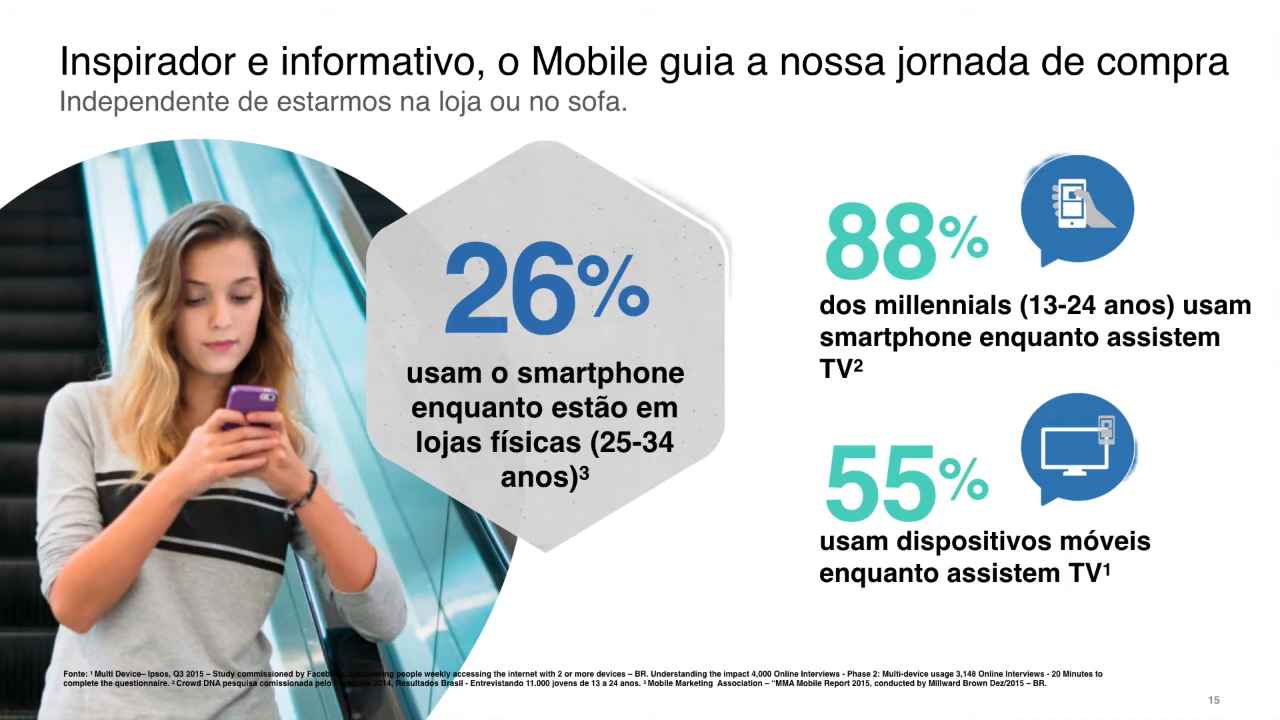 Inspirador e informativo, o Mobile guia a nossa jornada de compra
Independente de estarmos na loja ou no sofa.
26%
usam o smartphone
enquanto estão em
lojas físicas (25-34
anos)³
88%
dos millennials (13-24 anos) usam
smartphone enquanto assistem
TV²
55%
usam dispositivos móveis
enquanto assistem TV¹
Fonte: ¹ Multi Device– Ipsos, Q3 2015 – Study commissioned by Facebook, considering people weekly accessing the internet with 2 or more devices – BR. Understanding the impact 4,000 Online Interviews - Phase 2: Multi-device usage 3,148 Online Interviews - 20 Minutes to
complete the questionnaire. ² Crowd DNA pesquisa comissionada pelo Facebook 2014, Resultados Brasil - Entrevistando 11.000 jovens de 13 a 24 anos. ³ Mobile Marketing Association – "MMA Mobile Report 2015, conducted by Millward Brown Dez/2015 – BR.
15